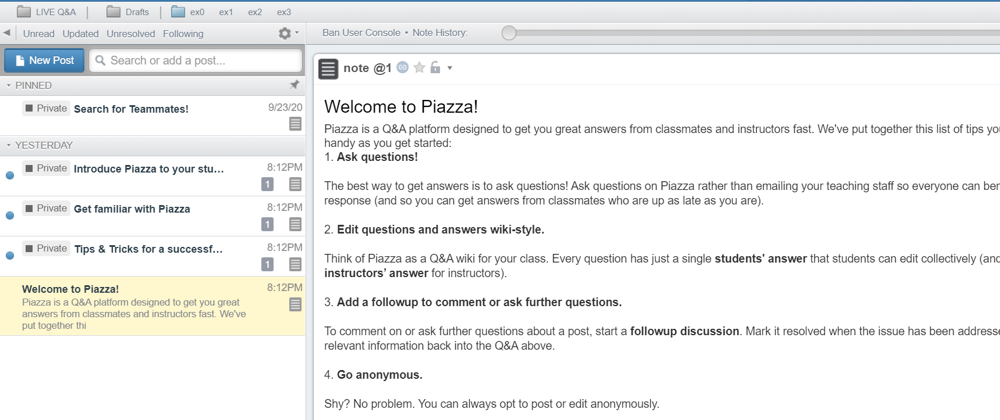 LIVE Q&A
Drafts
ex0 ex1 ex2 ex3
Unread Updated Unresolved Following
Ban User Console • Note History:
New Post
Search or add a post...
PINNED
Private Search for Teammates! 9/23/20
YESTERDAY
Private Introduce Piazza to your stu... 8:12PM
1
Private Get familiar with Piazza 8:12PM
1
Private Tips & Tricks for a successf... 8:12PM
1
Welcome to Piazza! 8:12PM
Piazza is a Q&A platform designed to get you great
answers from classmates and instructors fast. We've
put together thi
note @1
Welcome to Piazza!
Piazza is a Q&A platform designed to get you great answers from classmates and instructors fast. We've put together this list of tips you
handy as you get started:
1. Ask questions!
The best way to get answers is to ask questions! Ask questions on Piazza rather than emailing your teaching staff so everyone can ben
response (and so you can get answers from classmates who are up as late as you are).
2. Edit questions and answers wiki-style.
Think of Piazza as a Q&A wiki for your class. Every question has just a single students' answer that students can edit collectively (and
instructors’ answer for instructors).
3. Add a followup to comment or ask further questions.
To comment on or ask further questions about a post, start a followup discussion. Mark it resolved when the issue has been addresse
relevant information back into the Q&A above.
4. Go anonymous.
Shy? No problem. You can always opt to post or edit anonymously.